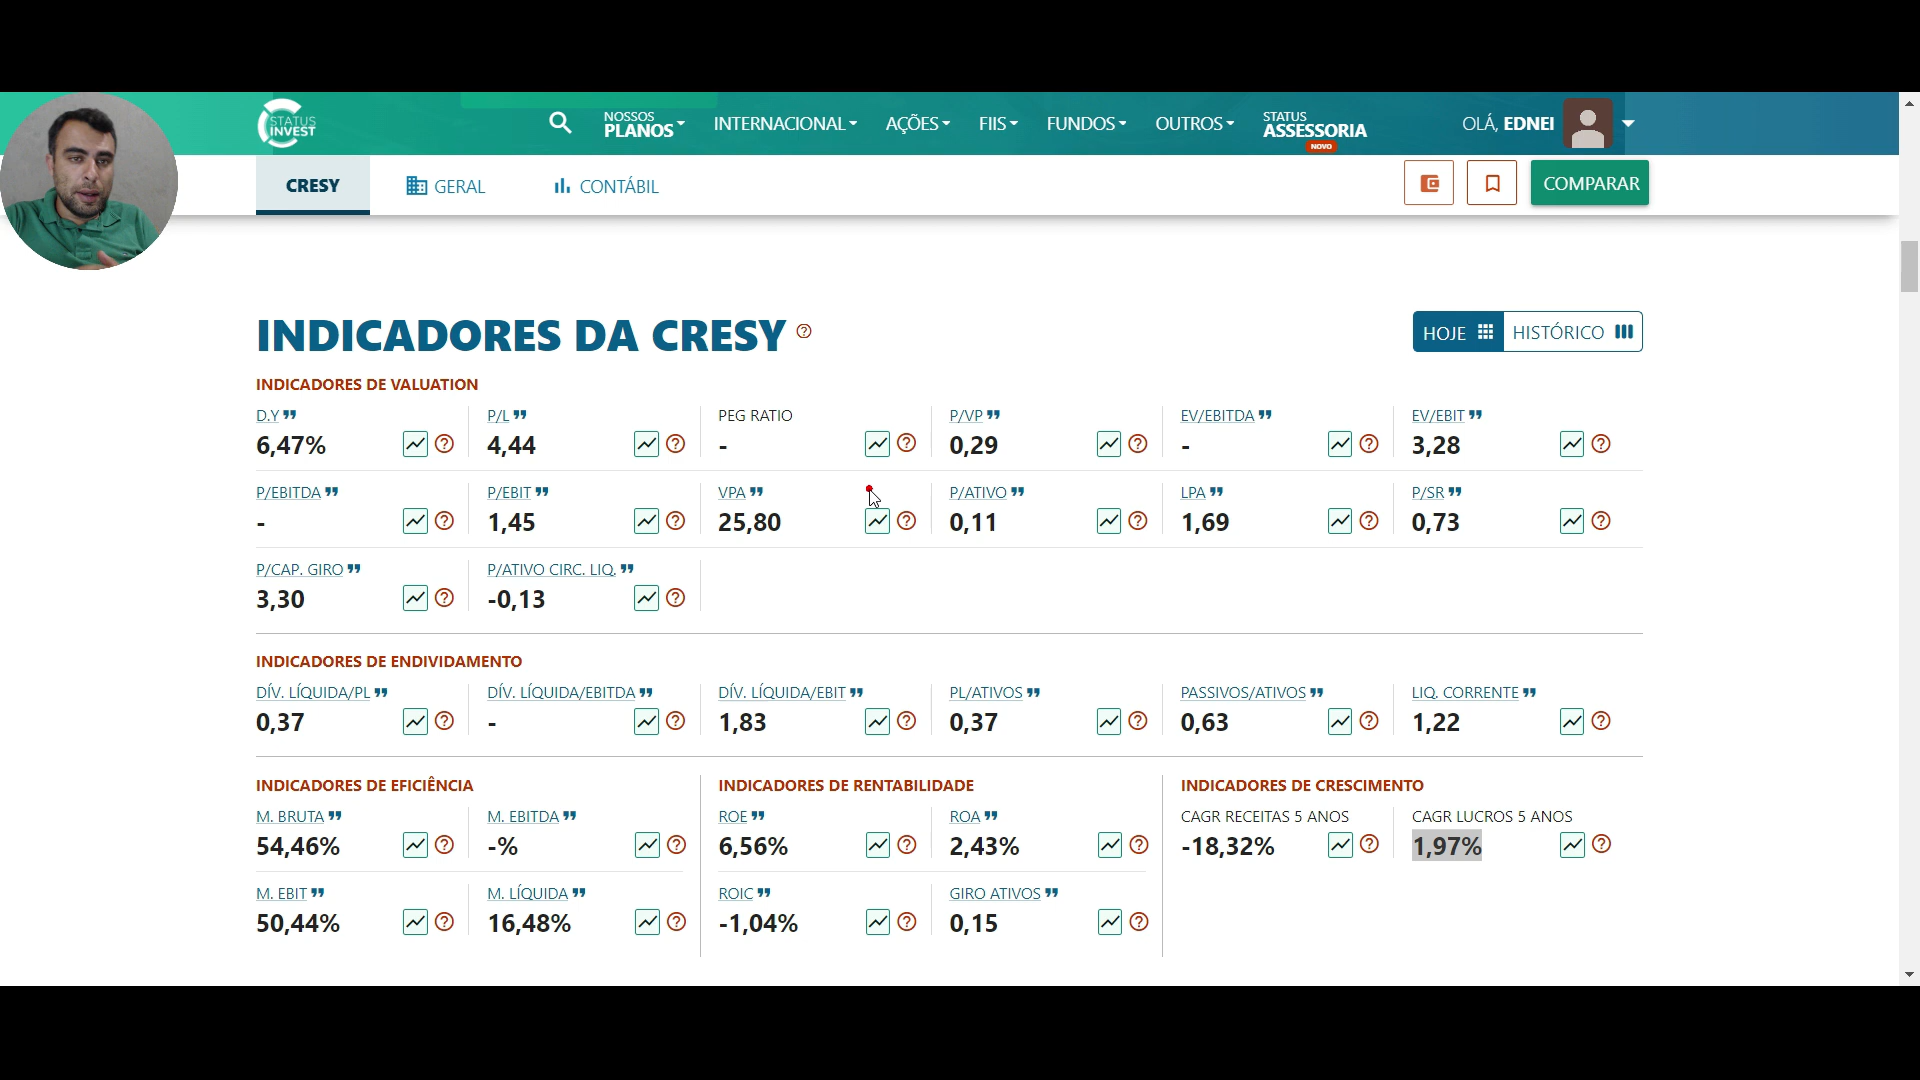 STATUS
INVEST
NOSSOS
PLANOS
INTERNACIONAL
AÇÕES
FIIS
FUNDOS
OUTROS
STATUS
ASSESSORIA
NOVO
OLÁ, EDNEI
CRESY
GERAL
CONTÁBIL
COMPARAR
INDICADORES DA CRESY
HOJE
HISTÓRICO
INDICADORES DE VALUATION
D.Y
6,47%
P/L
4,44
PEG RATIO
-
P/VP
0,29
EV/EBITDA
-
EV/EBIT
3,28
P/EBITDA
-
P/EBIT
1,45
VPA
25,80
P/ATIVO
0,11
LPA
1,69
P/SR
0,73
P/CAP. GIRO
3,30
P/ATIVO CIRC. LIQ.
-0,13
INDICADORES DE ENDIVIDAMENTO
DÍV. LÍQUIDA/PL
0,37
DÍV. LÍQUIDA/EBITDA
-
DÍV. LÍQUIDA/EBIT
1,83
PL/ATIVOS
0,37
PASSIVOS/ATIVOS
0,63
LIQ. CORRENTE
1,22
INDICADORES DE EFICIÊNCIA
M. BRUTA
54,46%
M. EBITDA
-%
M. EBIT
50,44%
M. LÍQUIDA
16,48%
INDICADORES DE RENTABILIDADE
ROE
6,56%
ROA
2,43%
ROIC
-1,04%
GIRO ATIVOS
0,15
INDICADORES DE CRESCIMENTO
CAGR RECEITAS 5 ANOS
-18,32%
CAGR LUCROS 5 ANOS
1,97%